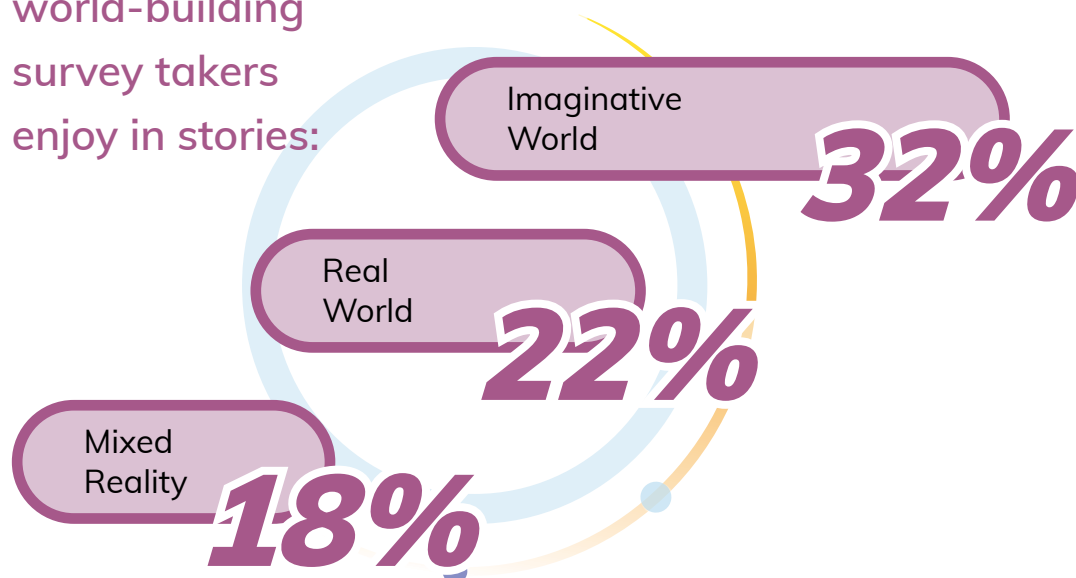 world-building
survey takers
enjoy in stories:
Imaginative
World
32%
Real
World
22%
Mixed
Reality
18%